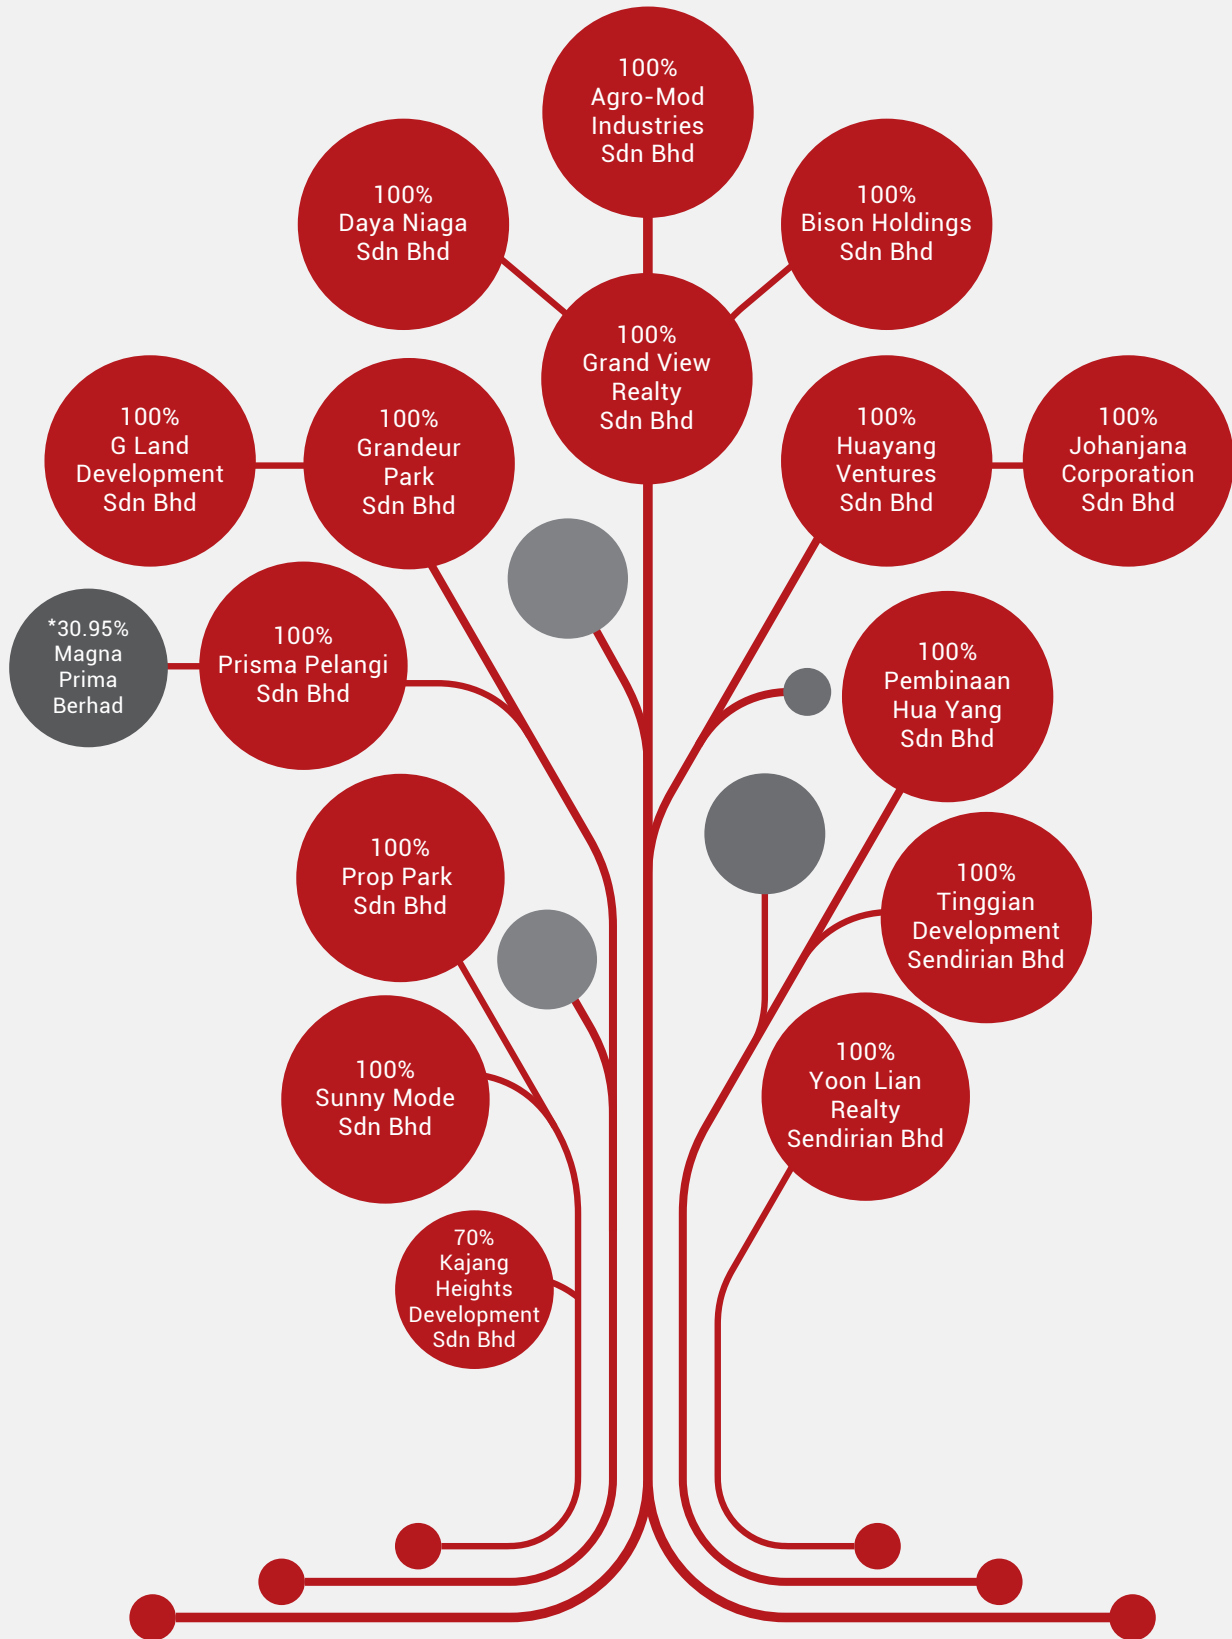 100%
Agro-Mod
Industries
Sdn Bhd
100%
Daya Niaga
Sdn Bhd
100%
Bison Holdings
Sdn Bhd
100%
Grand View
Realty
Sdn Bhd
100%
G Land
Development
Sdn Bhd
100%
Grandeur
Park
Sdn Bhd
100%
Huayang
Ventures
Sdn Bhd
100%
Johanjana
Corporation
Sdn Bhd
*30.95%
Magna
Prima
Berhad
100%
Prisma Pelangi
Sdn Bhd
100%
Pembinaan
Hua Yang
Sdn Bhd
100%
Prop Park
Sdn Bhd
100%
Tinggian
Development
Sendirian Bhd
100%
Sunny Mode
Sdn Bhd
100%
Yoon Lian
Realty
Sendirian Bhd
70%
Kajang
Heights
Development
Sdn Bhd